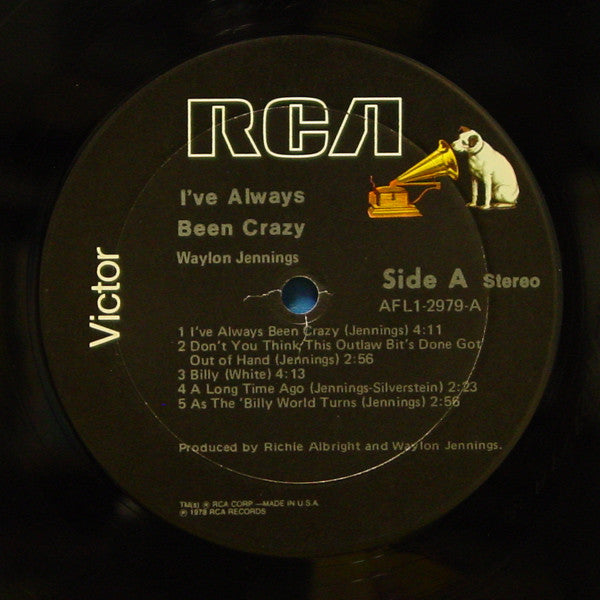 RCA
I've Always
Been Crazy
Waylon Jennings
Victor
Side A Stereo
AFL1-2979-A
1 I've Always Been Crazy (Jennings) 4:11
2 Don't You Think This Outlaw Bit's Done Got
Out of Hand (Jennings) 2:56
3 Billy (White) 4:13
4 A Long Time Ago (Jennings-Silverstein) 2:23
5 As The 'Billy World Turns (Jennings) 2:56
Produced by Richie Albright and Waylon Jennings.
TM(s) ® RCA CORP —MADE IN U.S.A.
℗ 1978 RCA RECORDS